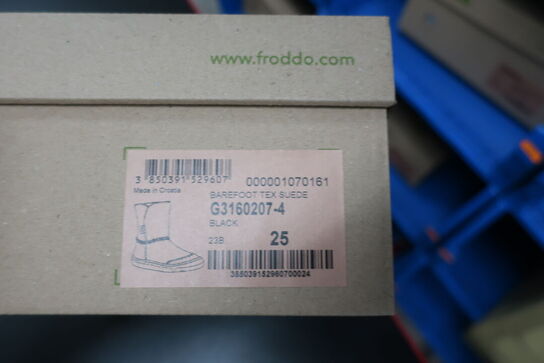 www.froddo.com
3 850391 529607
000001070161
Made in Croatia
BAREFOOT TEX SUEDE
G3160207-4
BLACK
23B 25
385039152960700024